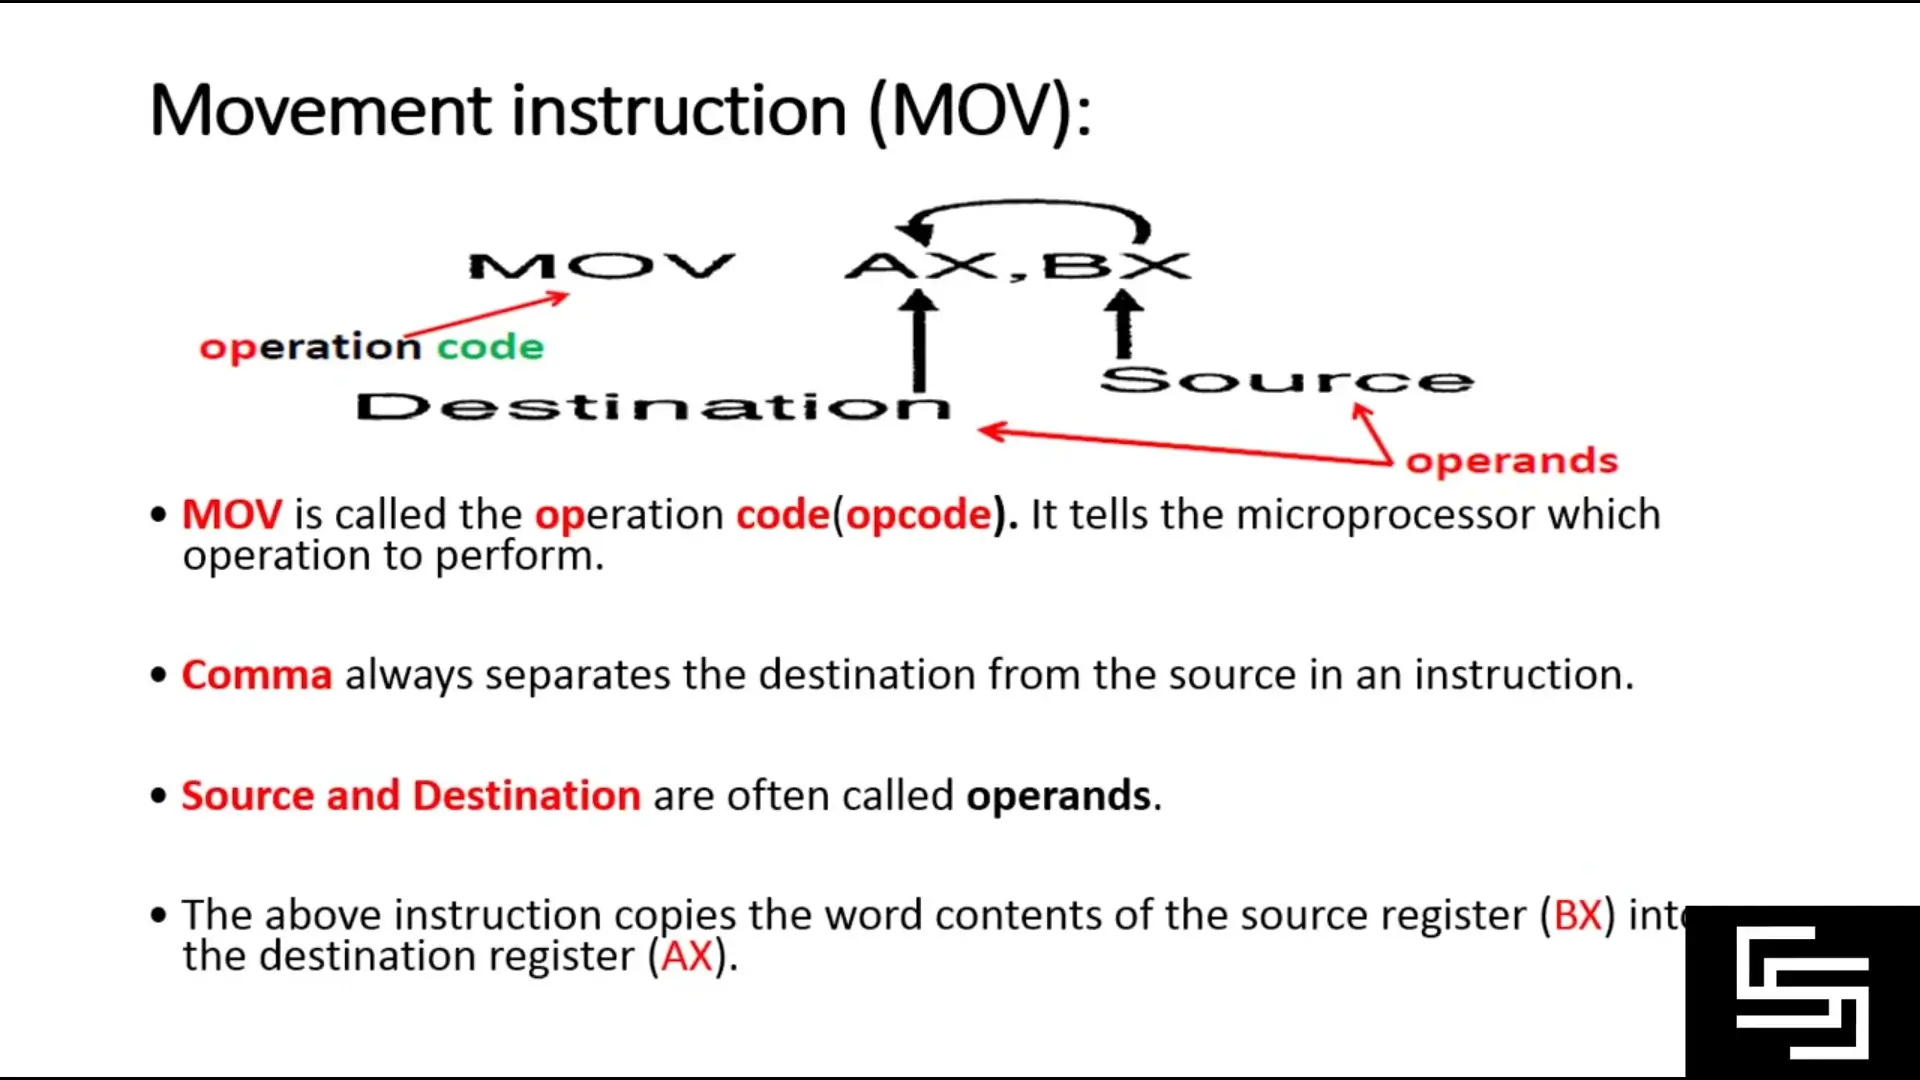 Movement instruction (MOV):
MOV AX,BX
operation code
Source
Destination
operands
• MOV is called the operation code(opcode). It tells the microprocessor which
operation to perform.
• Comma always separates the destination from the source in an instruction.
• Source and Destination are often called operands.
• The above instruction copies the word contents of the source register (BX) into
the destination register (AX).